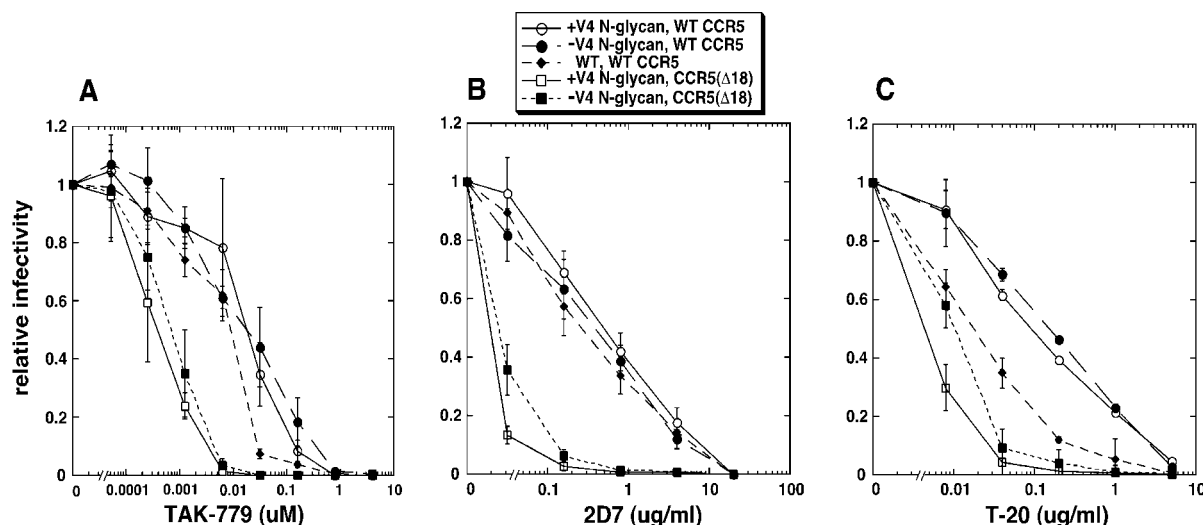 +V4 N-glycan, WT CCR5
-V4 N-glycan, WT CCR5
WT, WT CCR5
+V4 N-glycan, CCR5(Δ18)
-V4 N-glycan, CCR5(Δ18)
A
B
C
relative infectivity
1.2
1
0.8
0.6
0.4
0.2
0
0 0.0001 0.001 0.01 0.1 1 10
TAK-779 (uM)
1.2
1
0.8
0.6
0.4
0.2
0
0 0.1 1 10 100
2D7 (ug/ml)
1.2
1
0.8
0.6
0.4
0.2
0
0 0.01 0.1 1 10
T-20 (ug/ml)